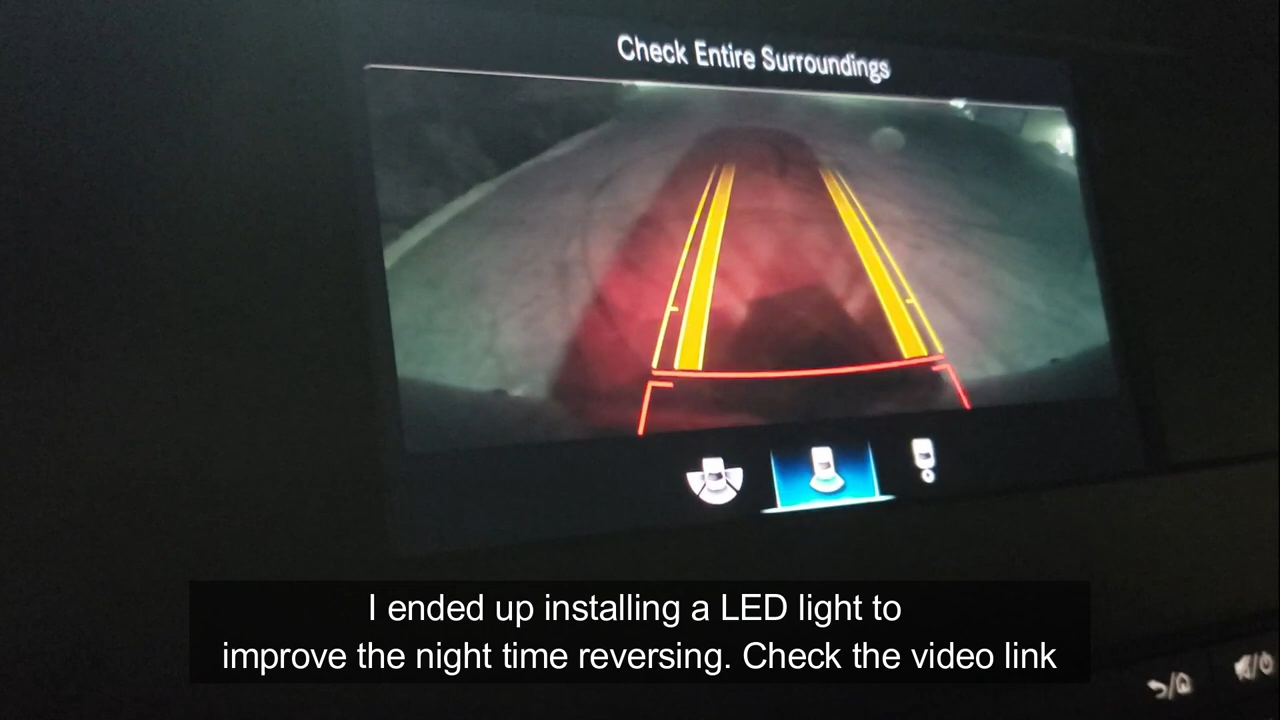 Check Entire Surroundings
I ended up installing a LED light to
improve the night time reversing. Check the video link